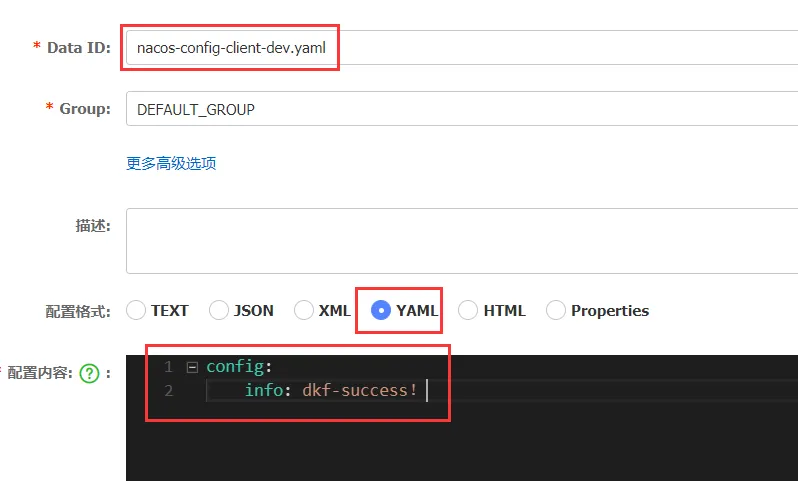 * Data ID: nacos-config-client-dev.yaml
* Group: DEFAULT_GROUP
更多高级选项
描述:
配置格式: TEXT JSON XML YAML HTML Properties
* 配置内容: ? :
1 config:
2 info: dkf-success!